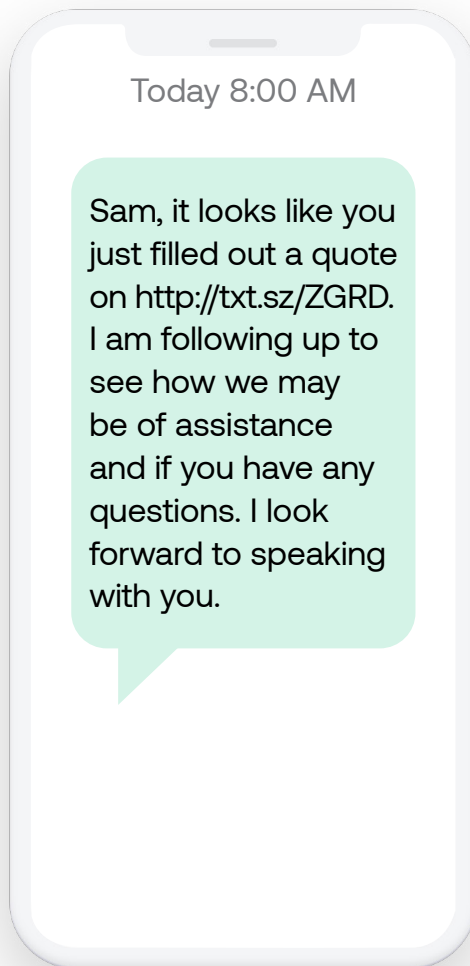 Today 8:00 AM
Sam, it looks like you
just filled out a quote
on http://txt.sz/ZGRD.
I am following up to
see how we may
be of assistance
and if you have any
questions. I look
forward to speaking
with you.